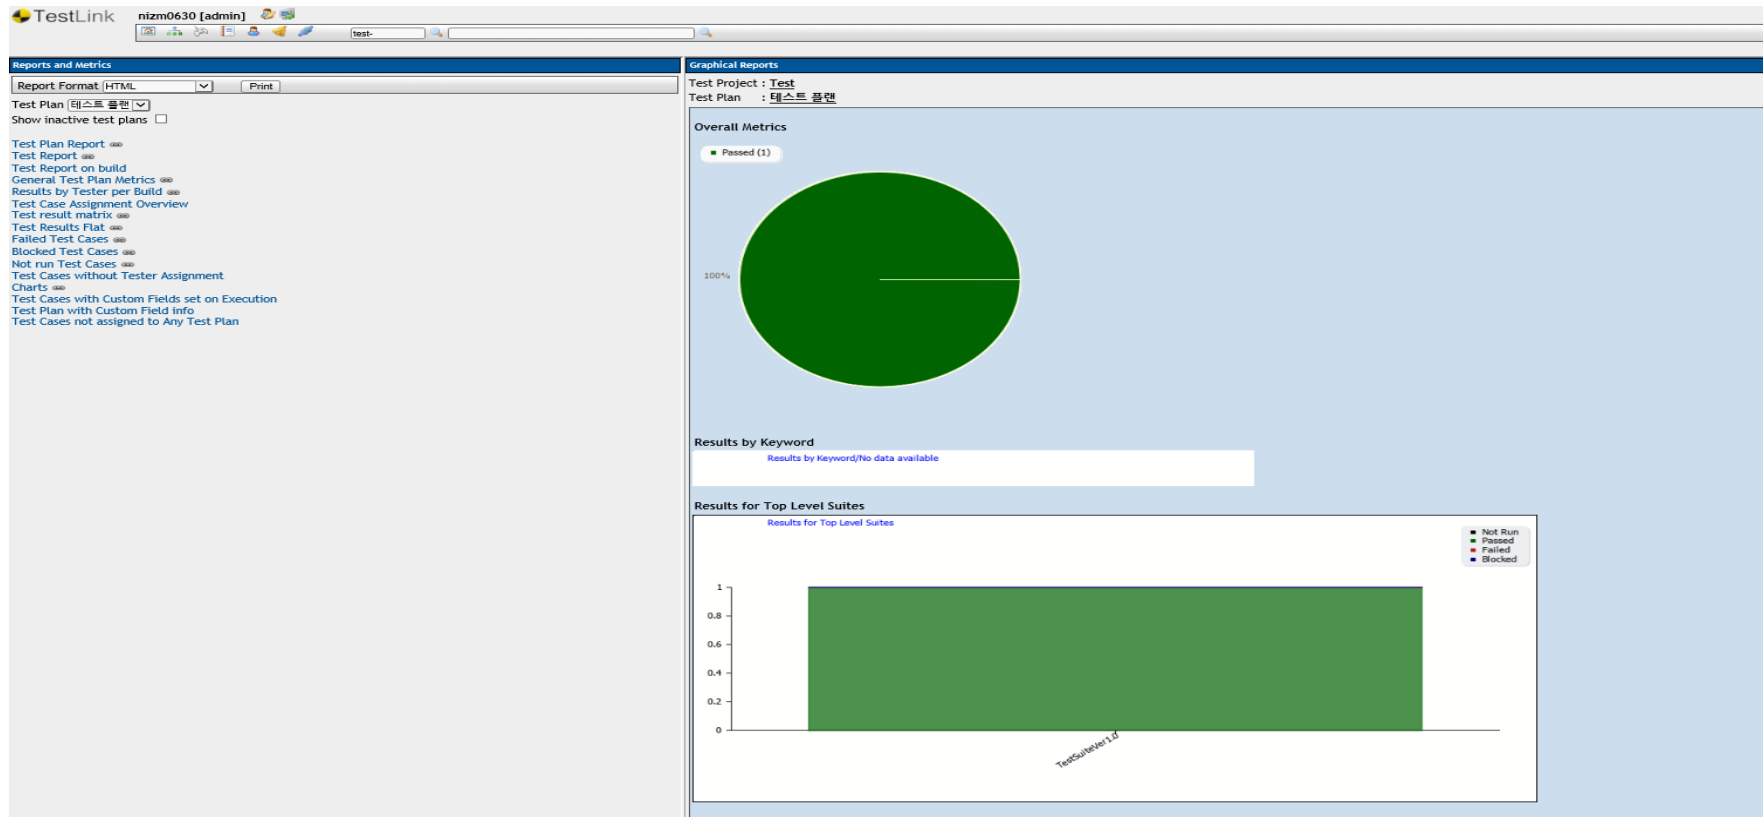 TestLink nizm0630 [admin]
test-
Reports and Metrics
Report Format HTML Print
Test Plan 테스트 플랜
Show inactive test plans
Test Plan Report
Test Report
Test Report on build
General Test Plan Metrics
Results by Tester per Build
Test Case Assignment Overview
Test result matrix
Test Results Flat
Failed Test Cases
Blocked Test Cases
Not run Test Cases
Test Cases without Tester Assignment
Charts
Test Cases with Custom Fields set on Execution
Test Plan with Custom Field info
Test Cases not assigned to Any Test Plan
Graphical Reports
Test Project : Test
Test Plan : 테스트 플랜
Overall Metrics
Passed (1)
100%
Results by Keyword
Results by Keyword/No data available
Results for Top Level Suites
Results for Top Level Suites
Not Run
Passed
Failed
Blocked
1
0.8
0.6
0.4
0.2
0
TestSuiteVer1.0